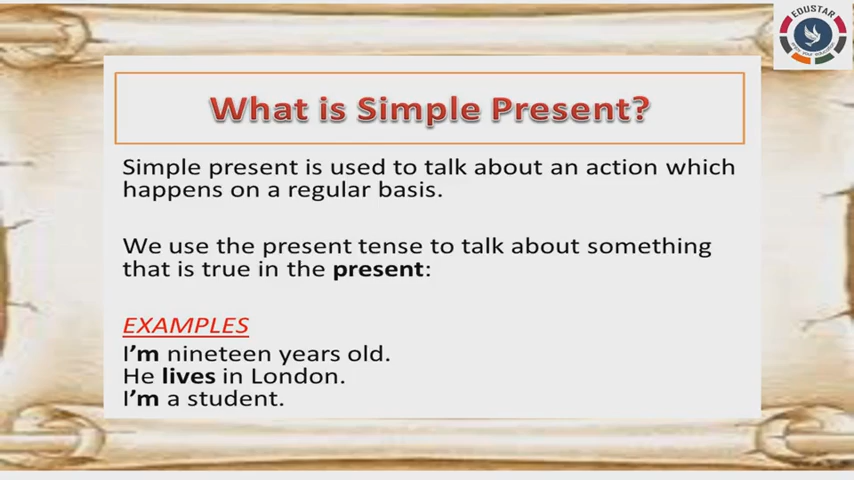 EDUSTAR
What is Simple Present?
Simple present is used to talk about an action which
happens on a regular basis.
We use the present tense to talk about something
that is true in the present:
EXAMPLES
I'm nineteen years old.
He lives in London.
I'm a student.